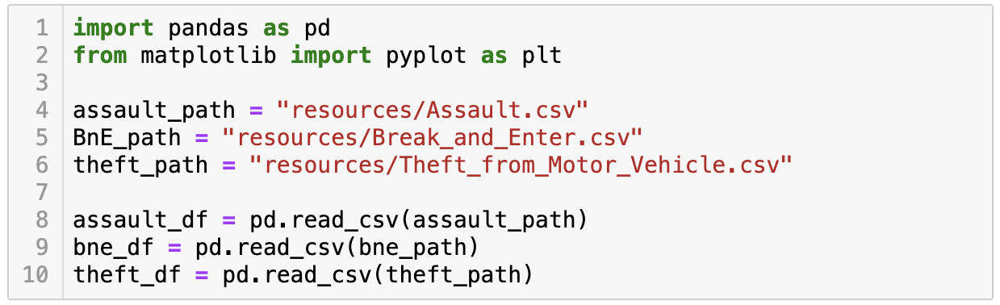 1 import pandas as pd
2 from matplotlib import pyplot as plt
3
4 assault_path = "resources/Assault.csv"
5 BnE_path = "resources/Break_and_Enter.csv"
6 theft_path = "resources/Theft_from_Motor_Vehicle.csv"
7
8 assault_df = pd.read_csv(assault_path)
9 bne_df = pd.read_csv(bne_path)
10 theft_df = pd.read_csv(theft_path)